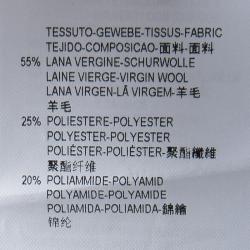 TESSUTO-GEWEBE-TISSUS-FABRIC
TEJIDO-COMPOSICAO-面料-面料
55% LANA VERGINE-SCHURWOLLE
LAINE VIERGE-VIRGIN WOOL
LANA VIRGEN-LÃ VIRGEM-羊毛
羊毛
25% POLIESTERE-POLYESTER
POLYESTER-POLYESTER
POLIÉSTER-POLIÉSTER-聚酯纖維
聚酯纤维
20% POLIAMMIDE-POLYAMID
POLYAMIDE-POLYAMIDE
POLIAMIDA-POLIAMIDA-錦綸
锦纶